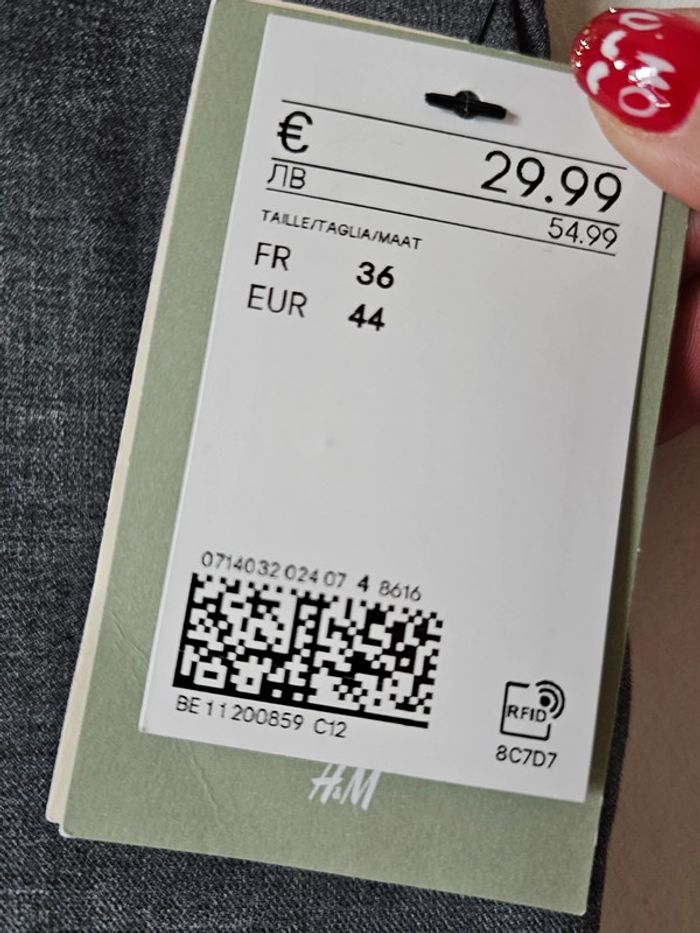 € 29.99
ЛВ 54.99
TAILLE/TAGLIA/MAAT
FR 36
EUR 44
0714032 024 07 4 8616
BE 11 200859 C12
RFID
8C7D7
H&M